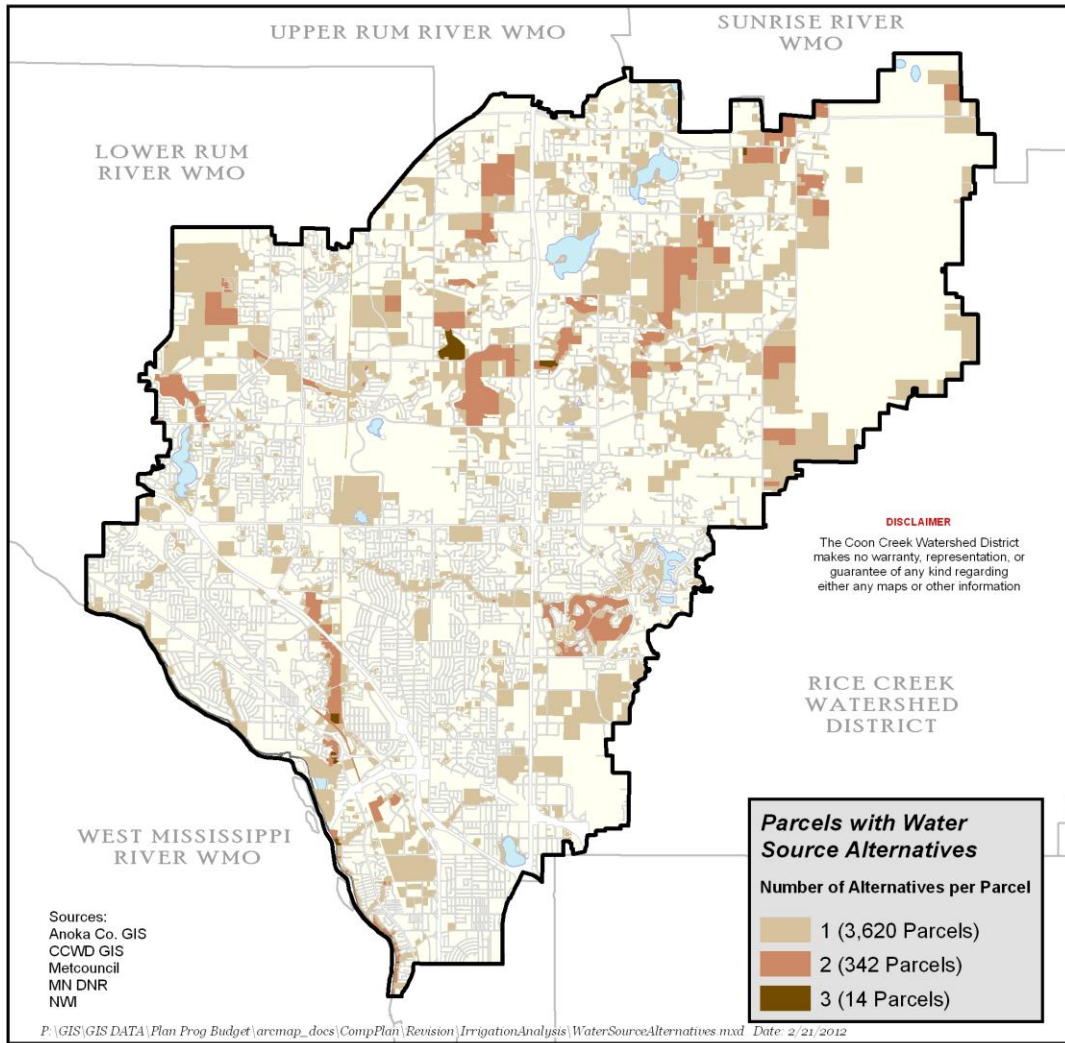 UPPER RUM RIVER WMO
SUNRISE RIVER
WMO
LOWER RUM
RIVER WMO
DISCLAIMER
The Coon Creek Watershed District
makes no warranty, representation, or
guarantee of any kind regarding
either any maps or other information
RICE CREEK
WATERSHED
DISTRICT
WEST MISSISSIPPI
RIVER WMO
Parcels with Water
Source Alternatives
Number of Alternatives per Parcel
1 (3,620 Parcels)
2 (342 Parcels)
3 (14 Parcels)
Sources:
Anoka Co. GIS
CCWD GIS
Metcouncil
MN DNR
NWI
P:\GIS\GIS DATA\Plan Prog Budget\arcmap_docs\CompPlan\Revision\IrrigationAnalysis\WaterSourceAlternatives.mxd Date: 2/21/2012